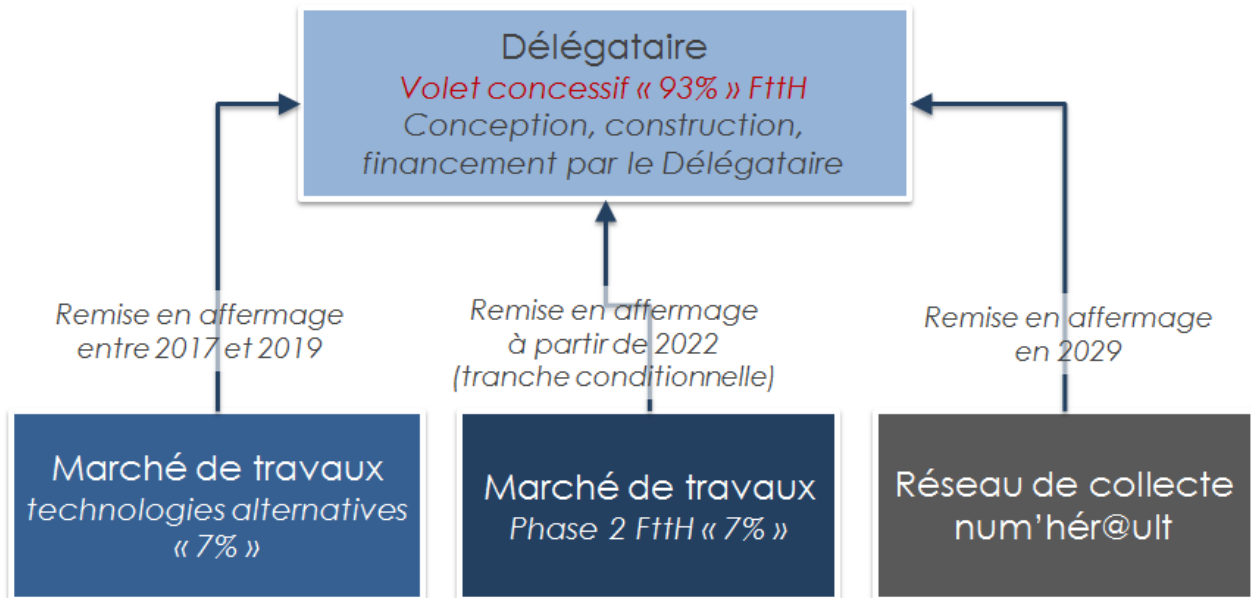 Délégataire
Volet concessif « 93% » FttH
Conception, construction,
financement par le Délégataire
Remise en affermage
entre 2017 et 2019
Remise en affermage
à partir de 2022
(tranche conditionnelle)
Remise en affermage
en 2029
Marché de travaux
technologies alternatives
« 7% »
Marché de travaux
Phase 2 FttH « 7% »
Réseau de collecte
num'hér@ult